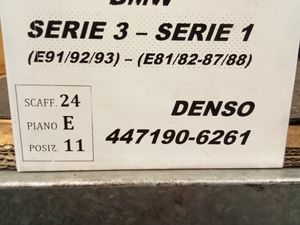 BMW
SERIE 3 – SERIE 1
(E91/92/93) – (E81/82-87/88)
SCAFF. 24
PIANO E
POSIZ. 11
DENSO
447190-6261